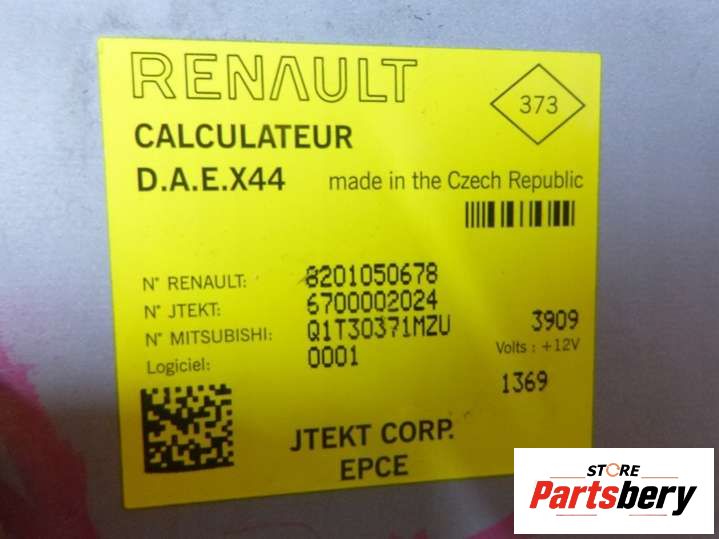 RENAULT
373
CALCULATEUR
D.A.E.X44 made in the Czech Republic
N° RENAULT: 8201050678
N° JTEKT: 6700002024
N° MITSUBISHI: Q1T30371MZU 3909
Logiciel: 0001 Volts : +12V
1369
JTEKT CORP.
EPCE
STORE
Partsbery